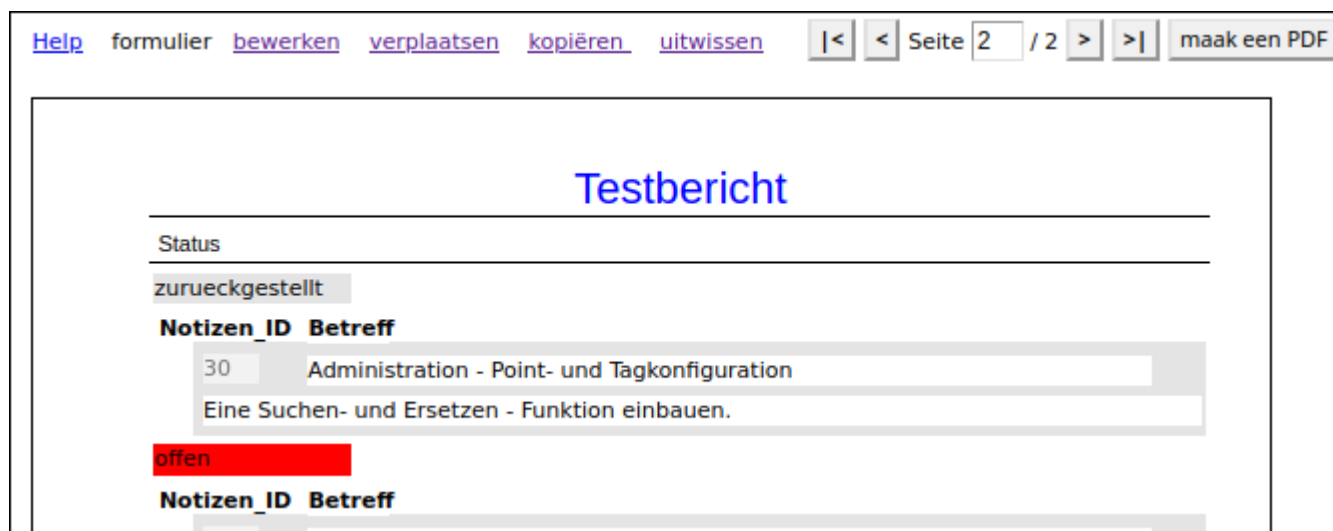 Help formulier bewerken verplaatsen kopiëren uitwissen |< < Seite 2 / 2 > >| maak een PDF
Testbericht
Status
zurueckgestellt
Notizen_ID Betreff
30 Administration - Point- und Tagkonfiguration
Eine Suchen- und Ersetzen - Funktion einbauen.
offen
Notizen_ID Betreff